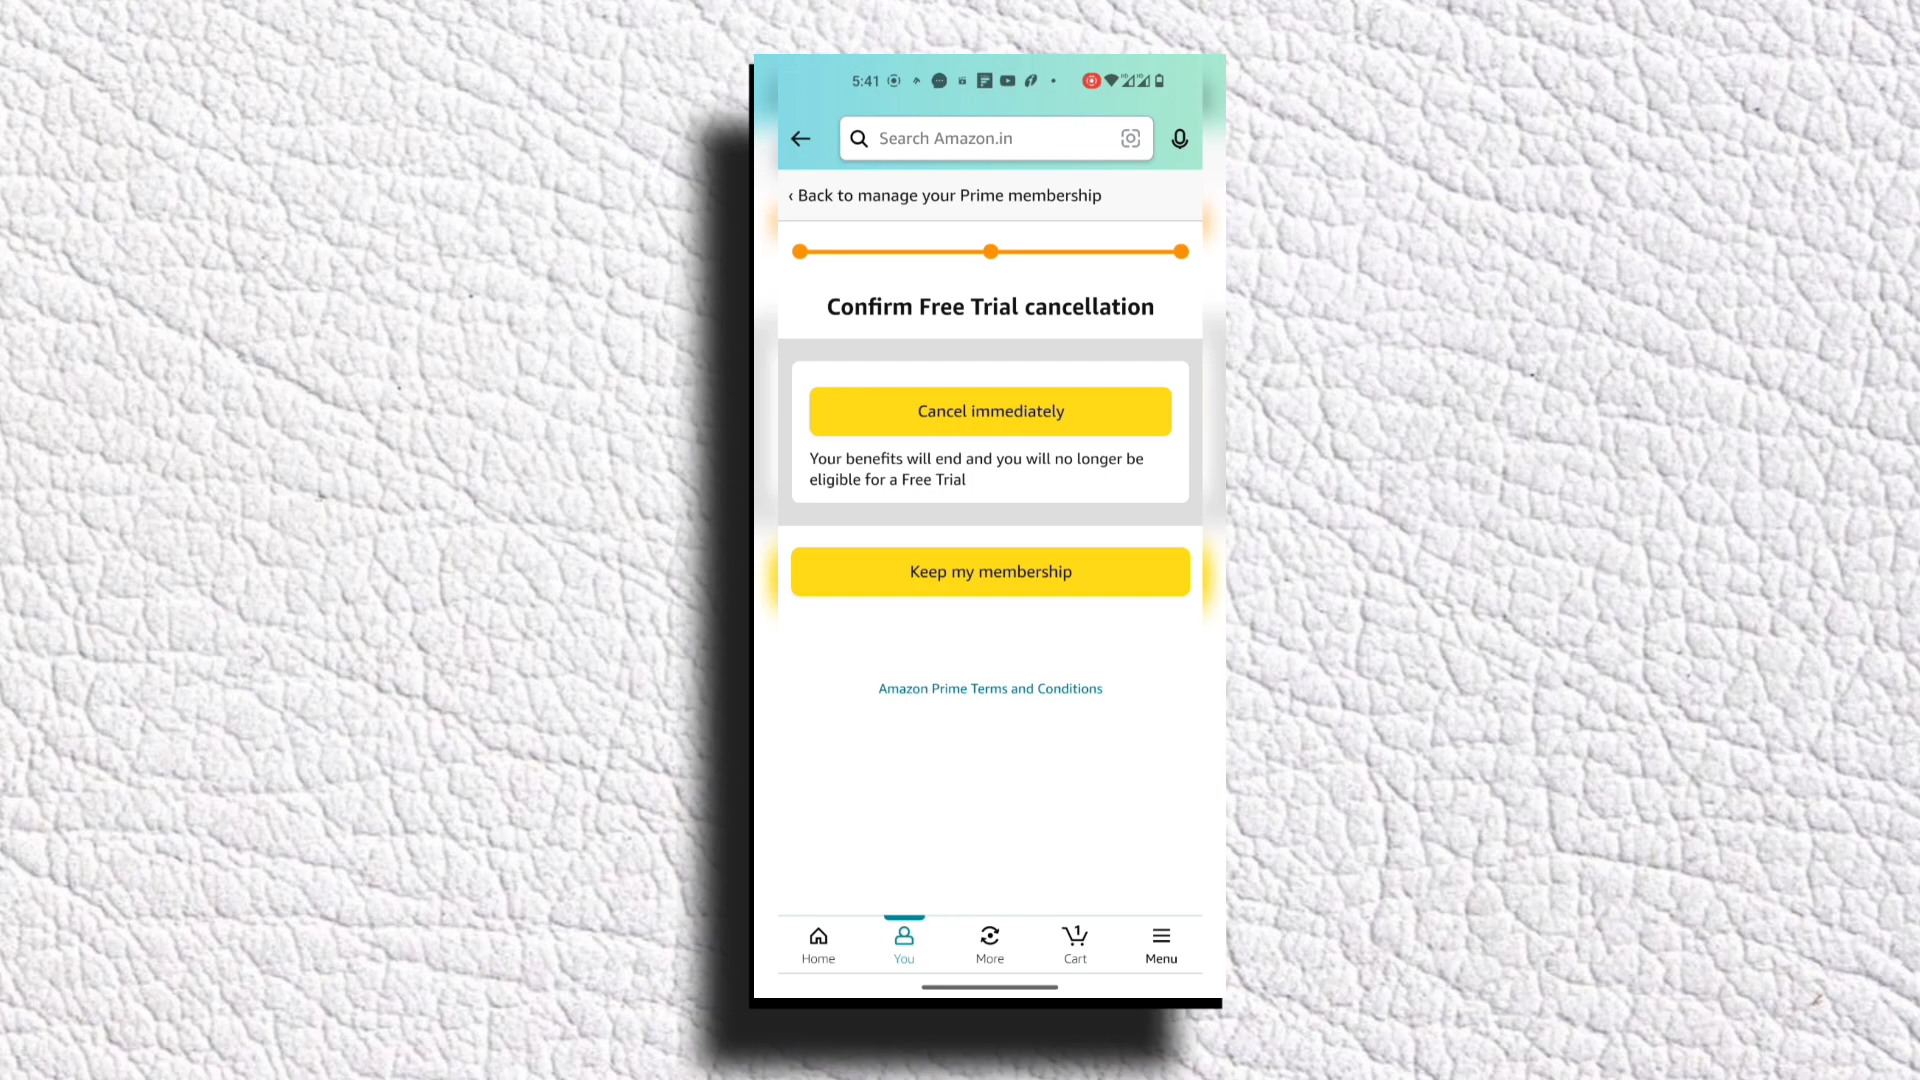 5:41
Search Amazon.in
‹ Back to manage your Prime membership
Confirm Free Trial cancellation
Cancel immediately
Your benefits will end and you will no longer be
eligible for a Free Trial
Keep my membership
Amazon Prime Terms and Conditions
1
Home You More Cart Menu